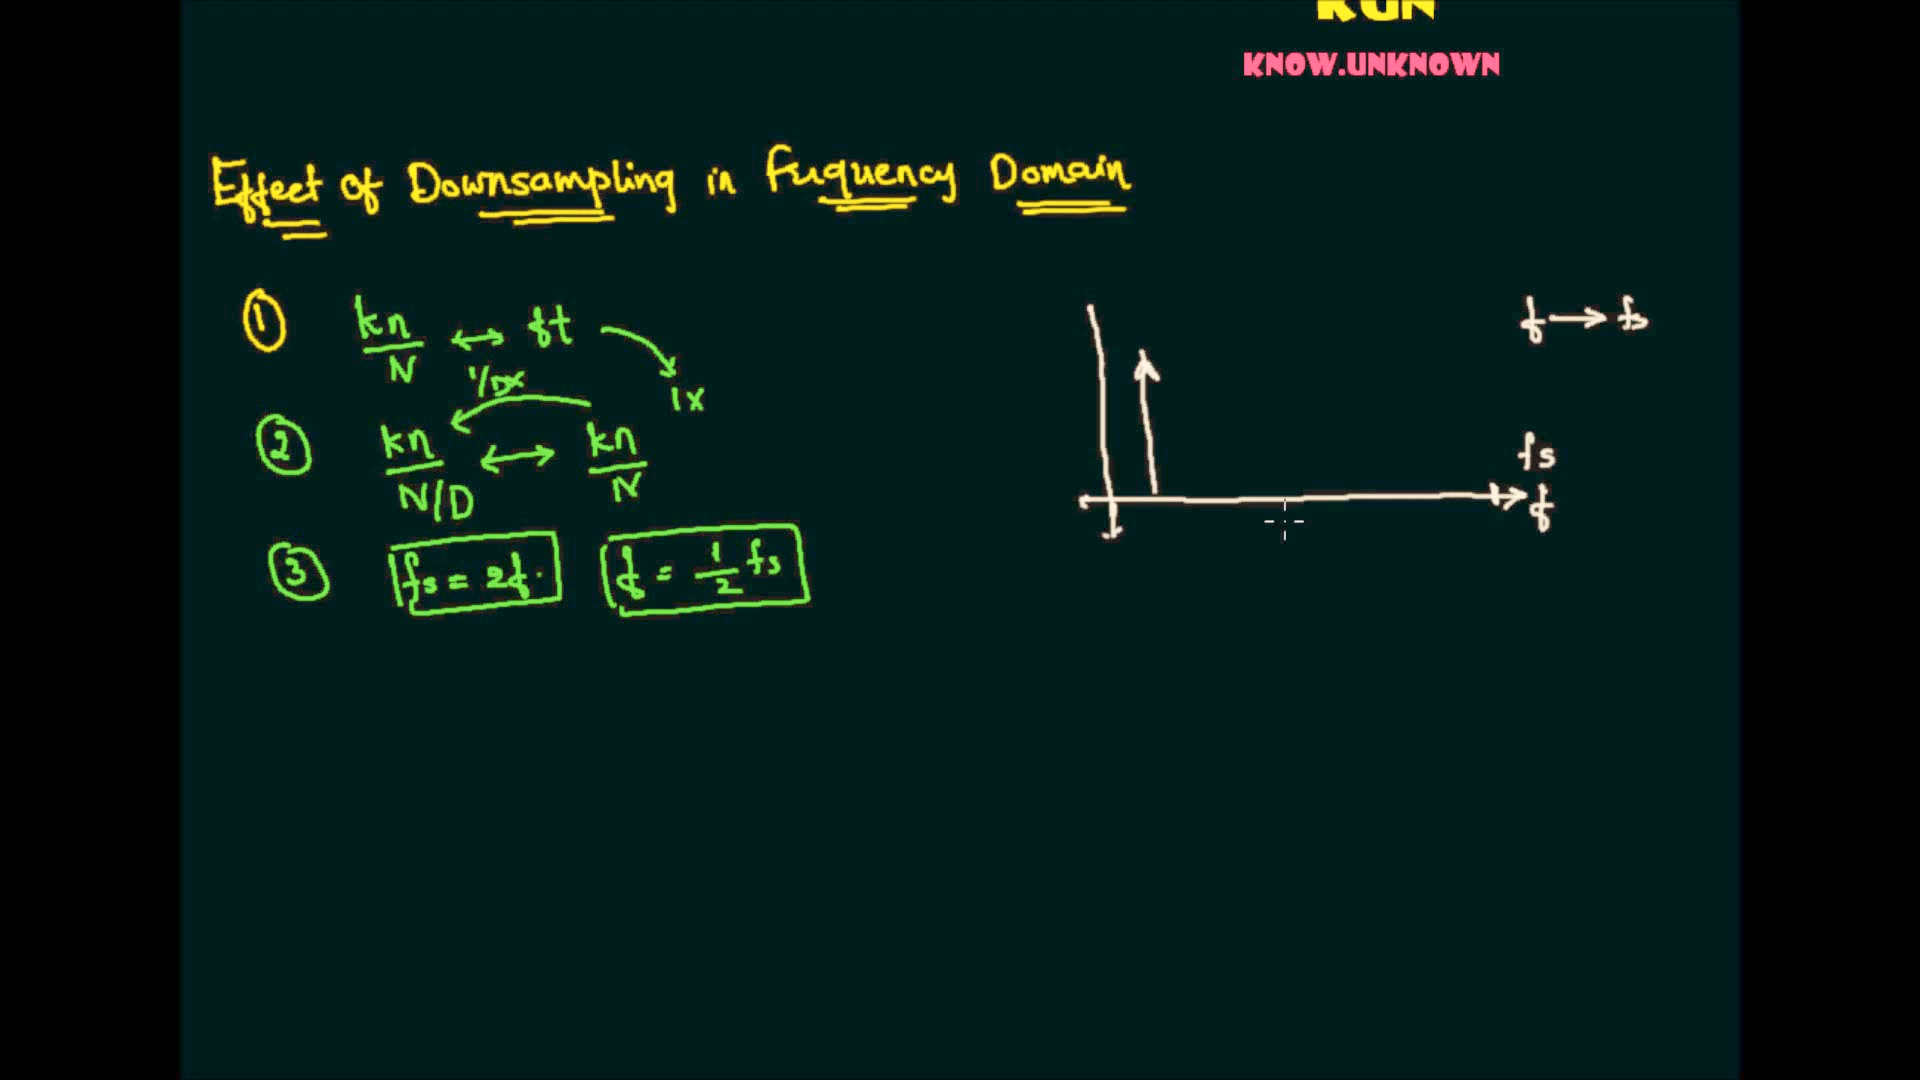 KGN
KNOW.UNKNOWN
Effect of Downsampling in Frequency Domain
① kn/N ↔ ft → 1x
1/Dx
② kn/(N/D) ↔ kn/N
③ fs = 2f. f = 1/2 fs
f → fs
fs
f